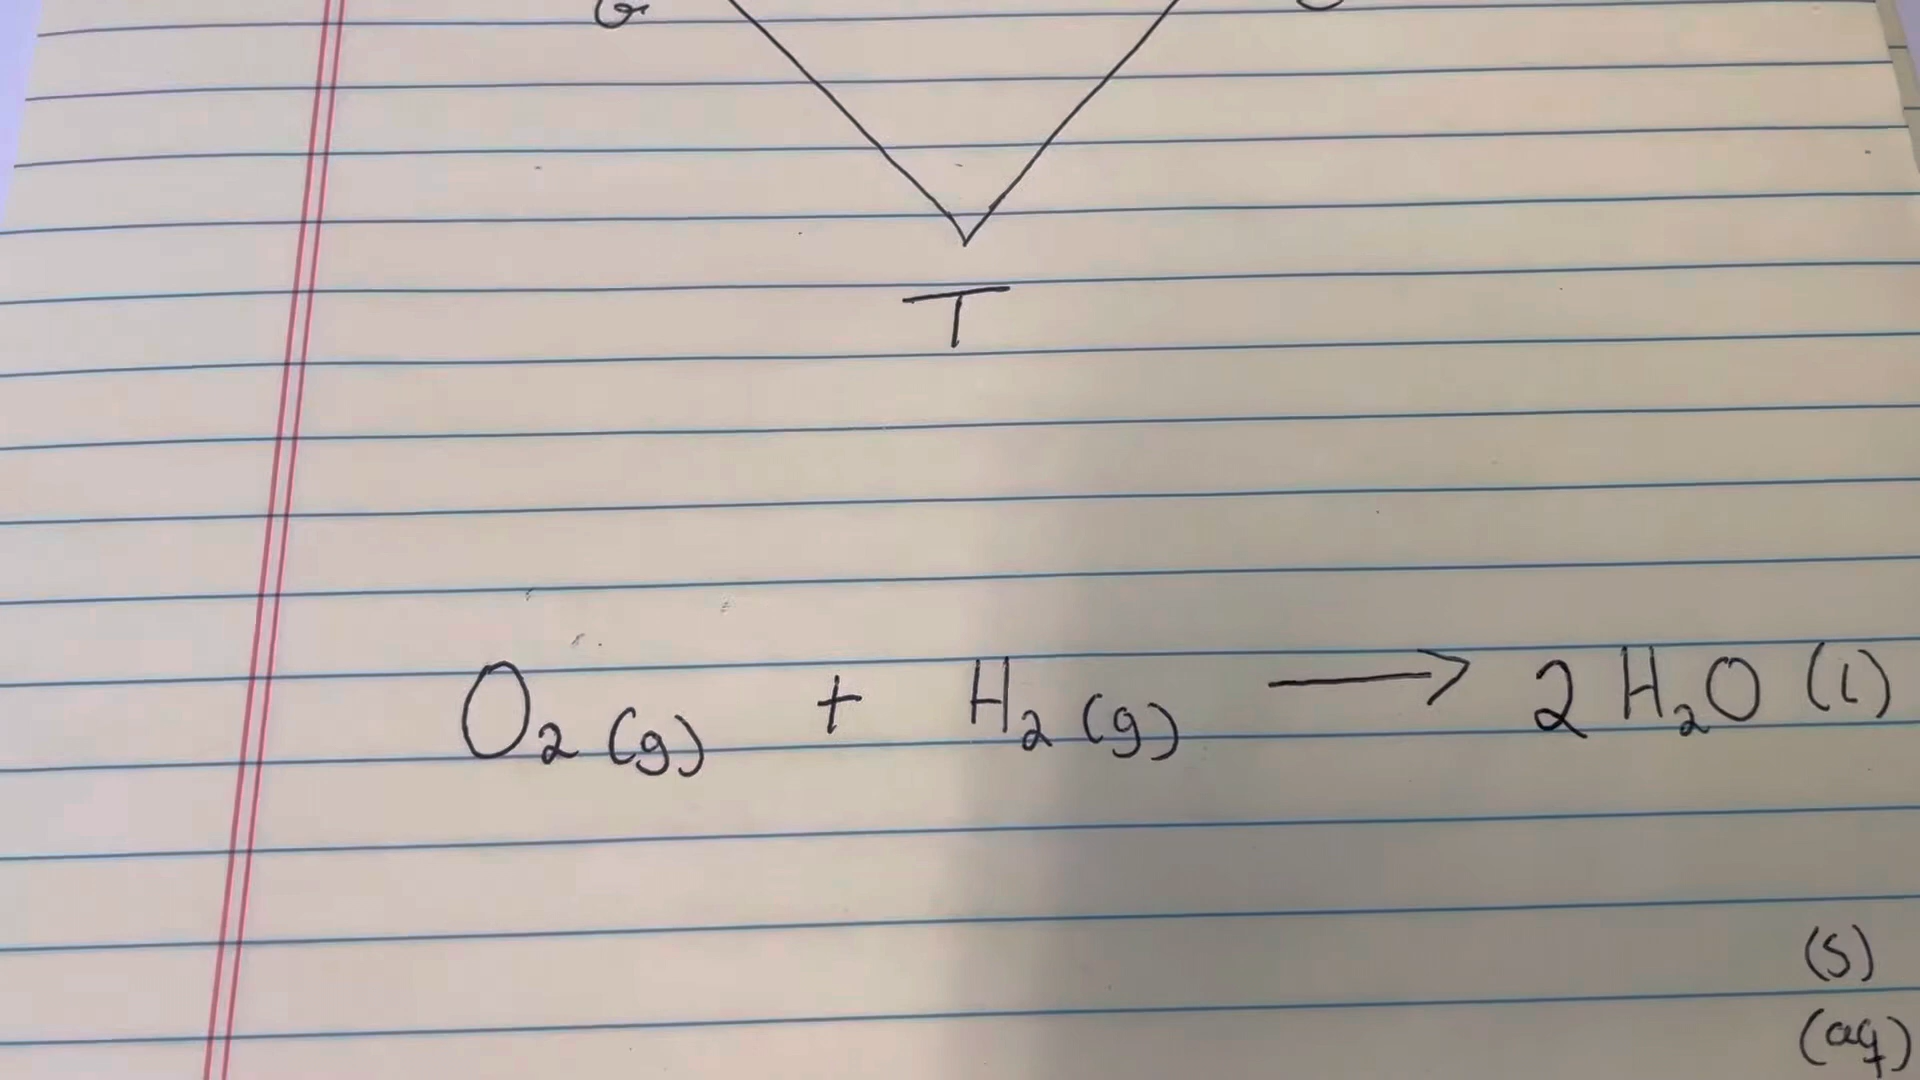 G
T
O₂ (g) + H₂ (g) → 2 H₂O (l)
(s)
(aq)